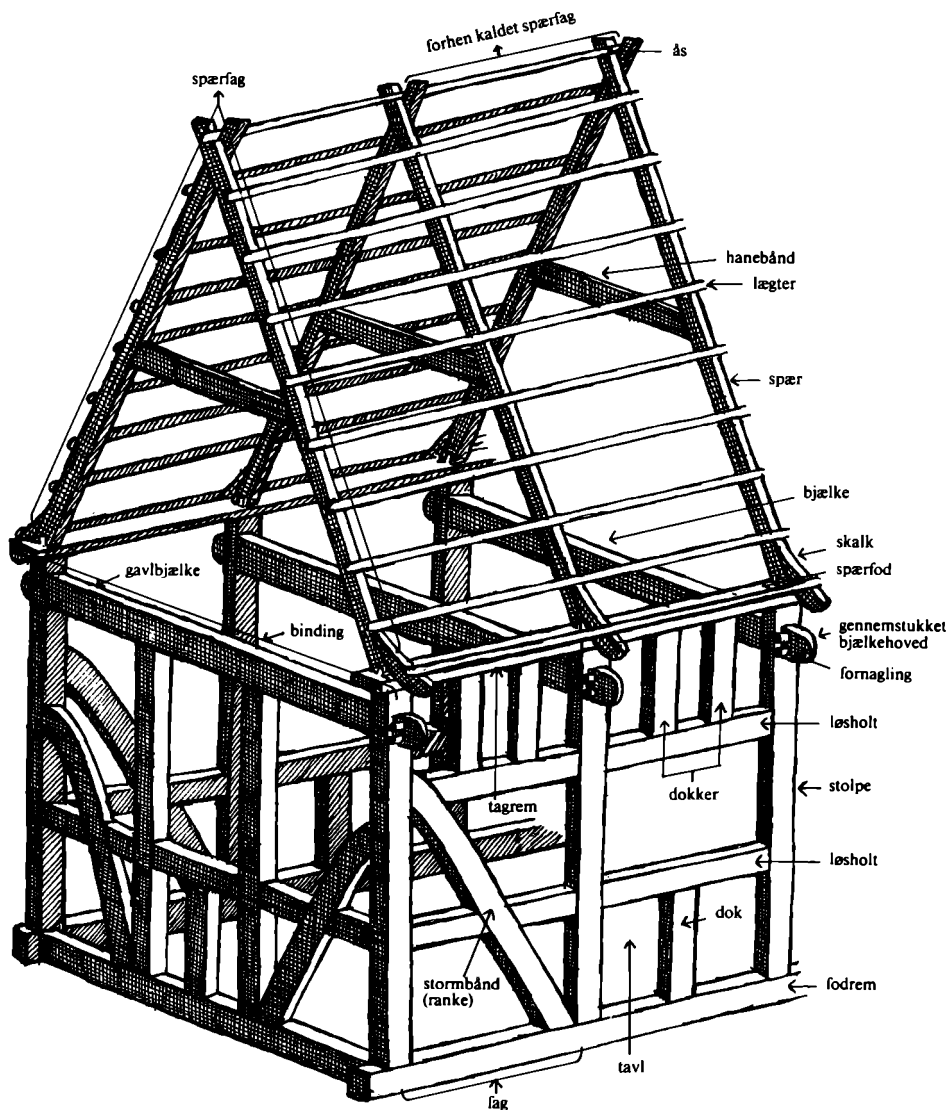 forhen kaldet spærfag
ås
spærfag
hanebånd
lægter
spær
bjælke
skalk
spærfod
gavlbjælke
binding
gennemstukket
bjælkehoved
fornagling
løsholt
dokker
tagrem
stolpe
løsholt
dok
stormbånd
(ranke)
fodrem
tavl
fag